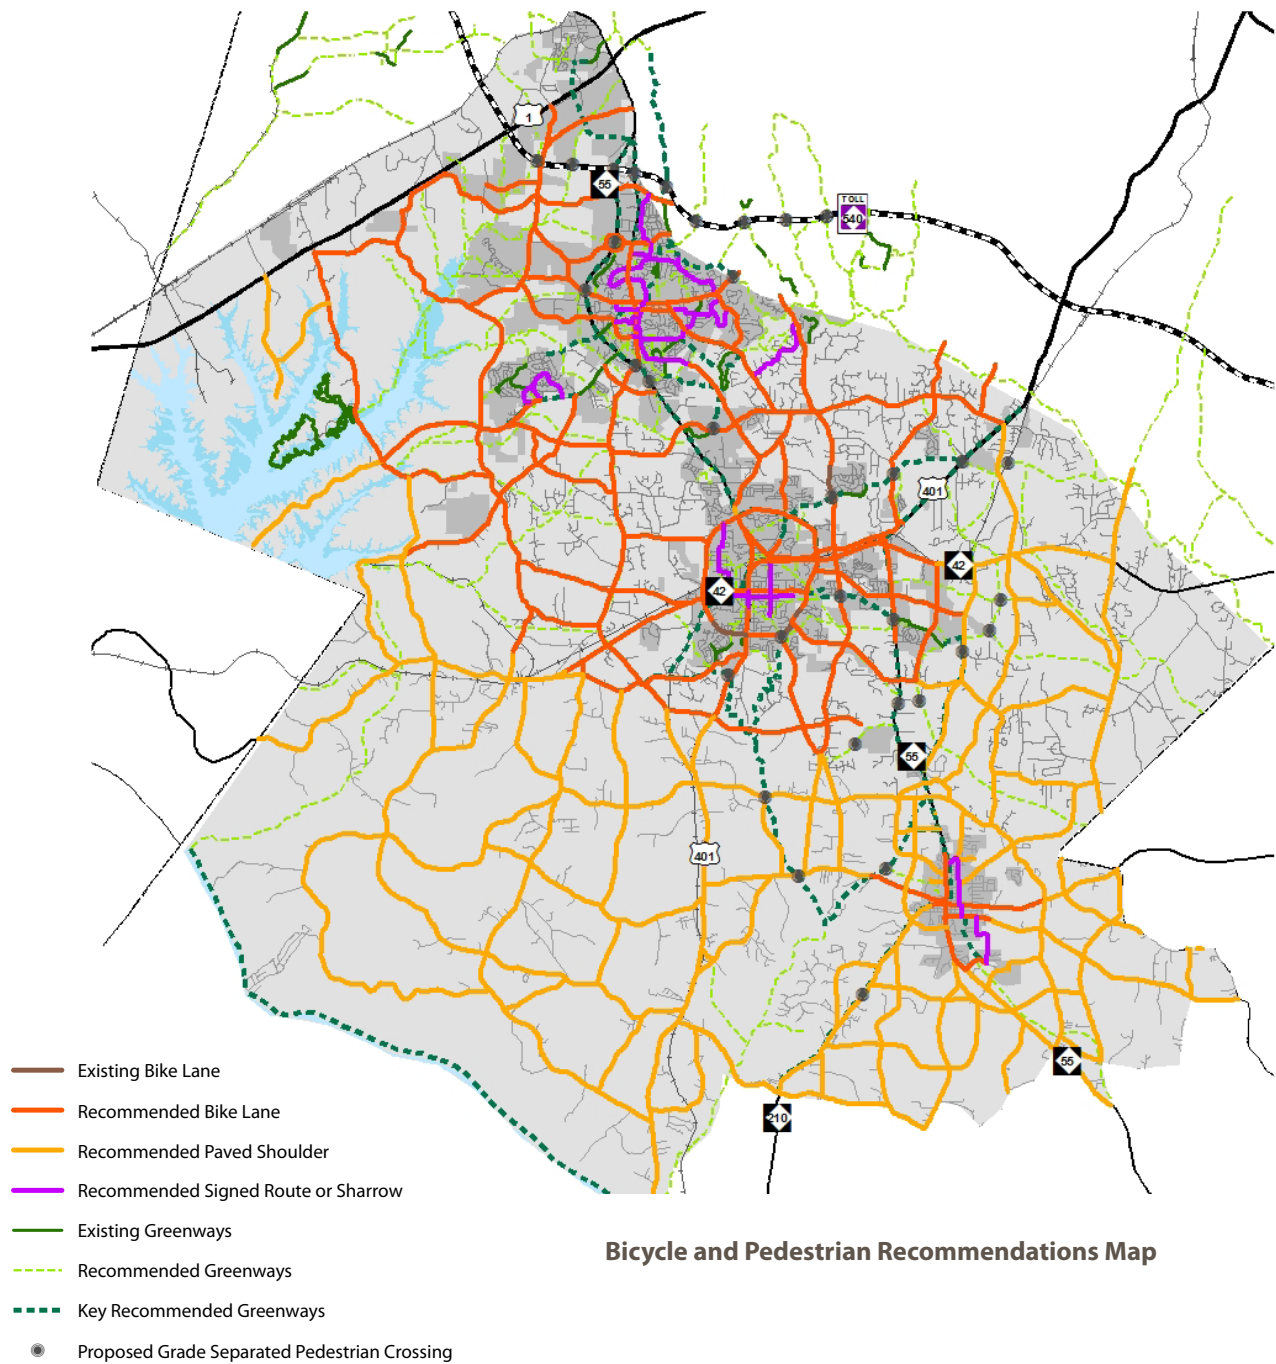 1
55
TOLL
540
401
42
42
55
401
55
210
Existing Bike Lane
Recommended Bike Lane
Recommended Paved Shoulder
Recommended Signed Route or Sharrow
Existing Greenways
Recommended Greenways
Key Recommended Greenways
Proposed Grade Separated Pedestrian Crossing
Bicycle and Pedestrian Recommendations Map